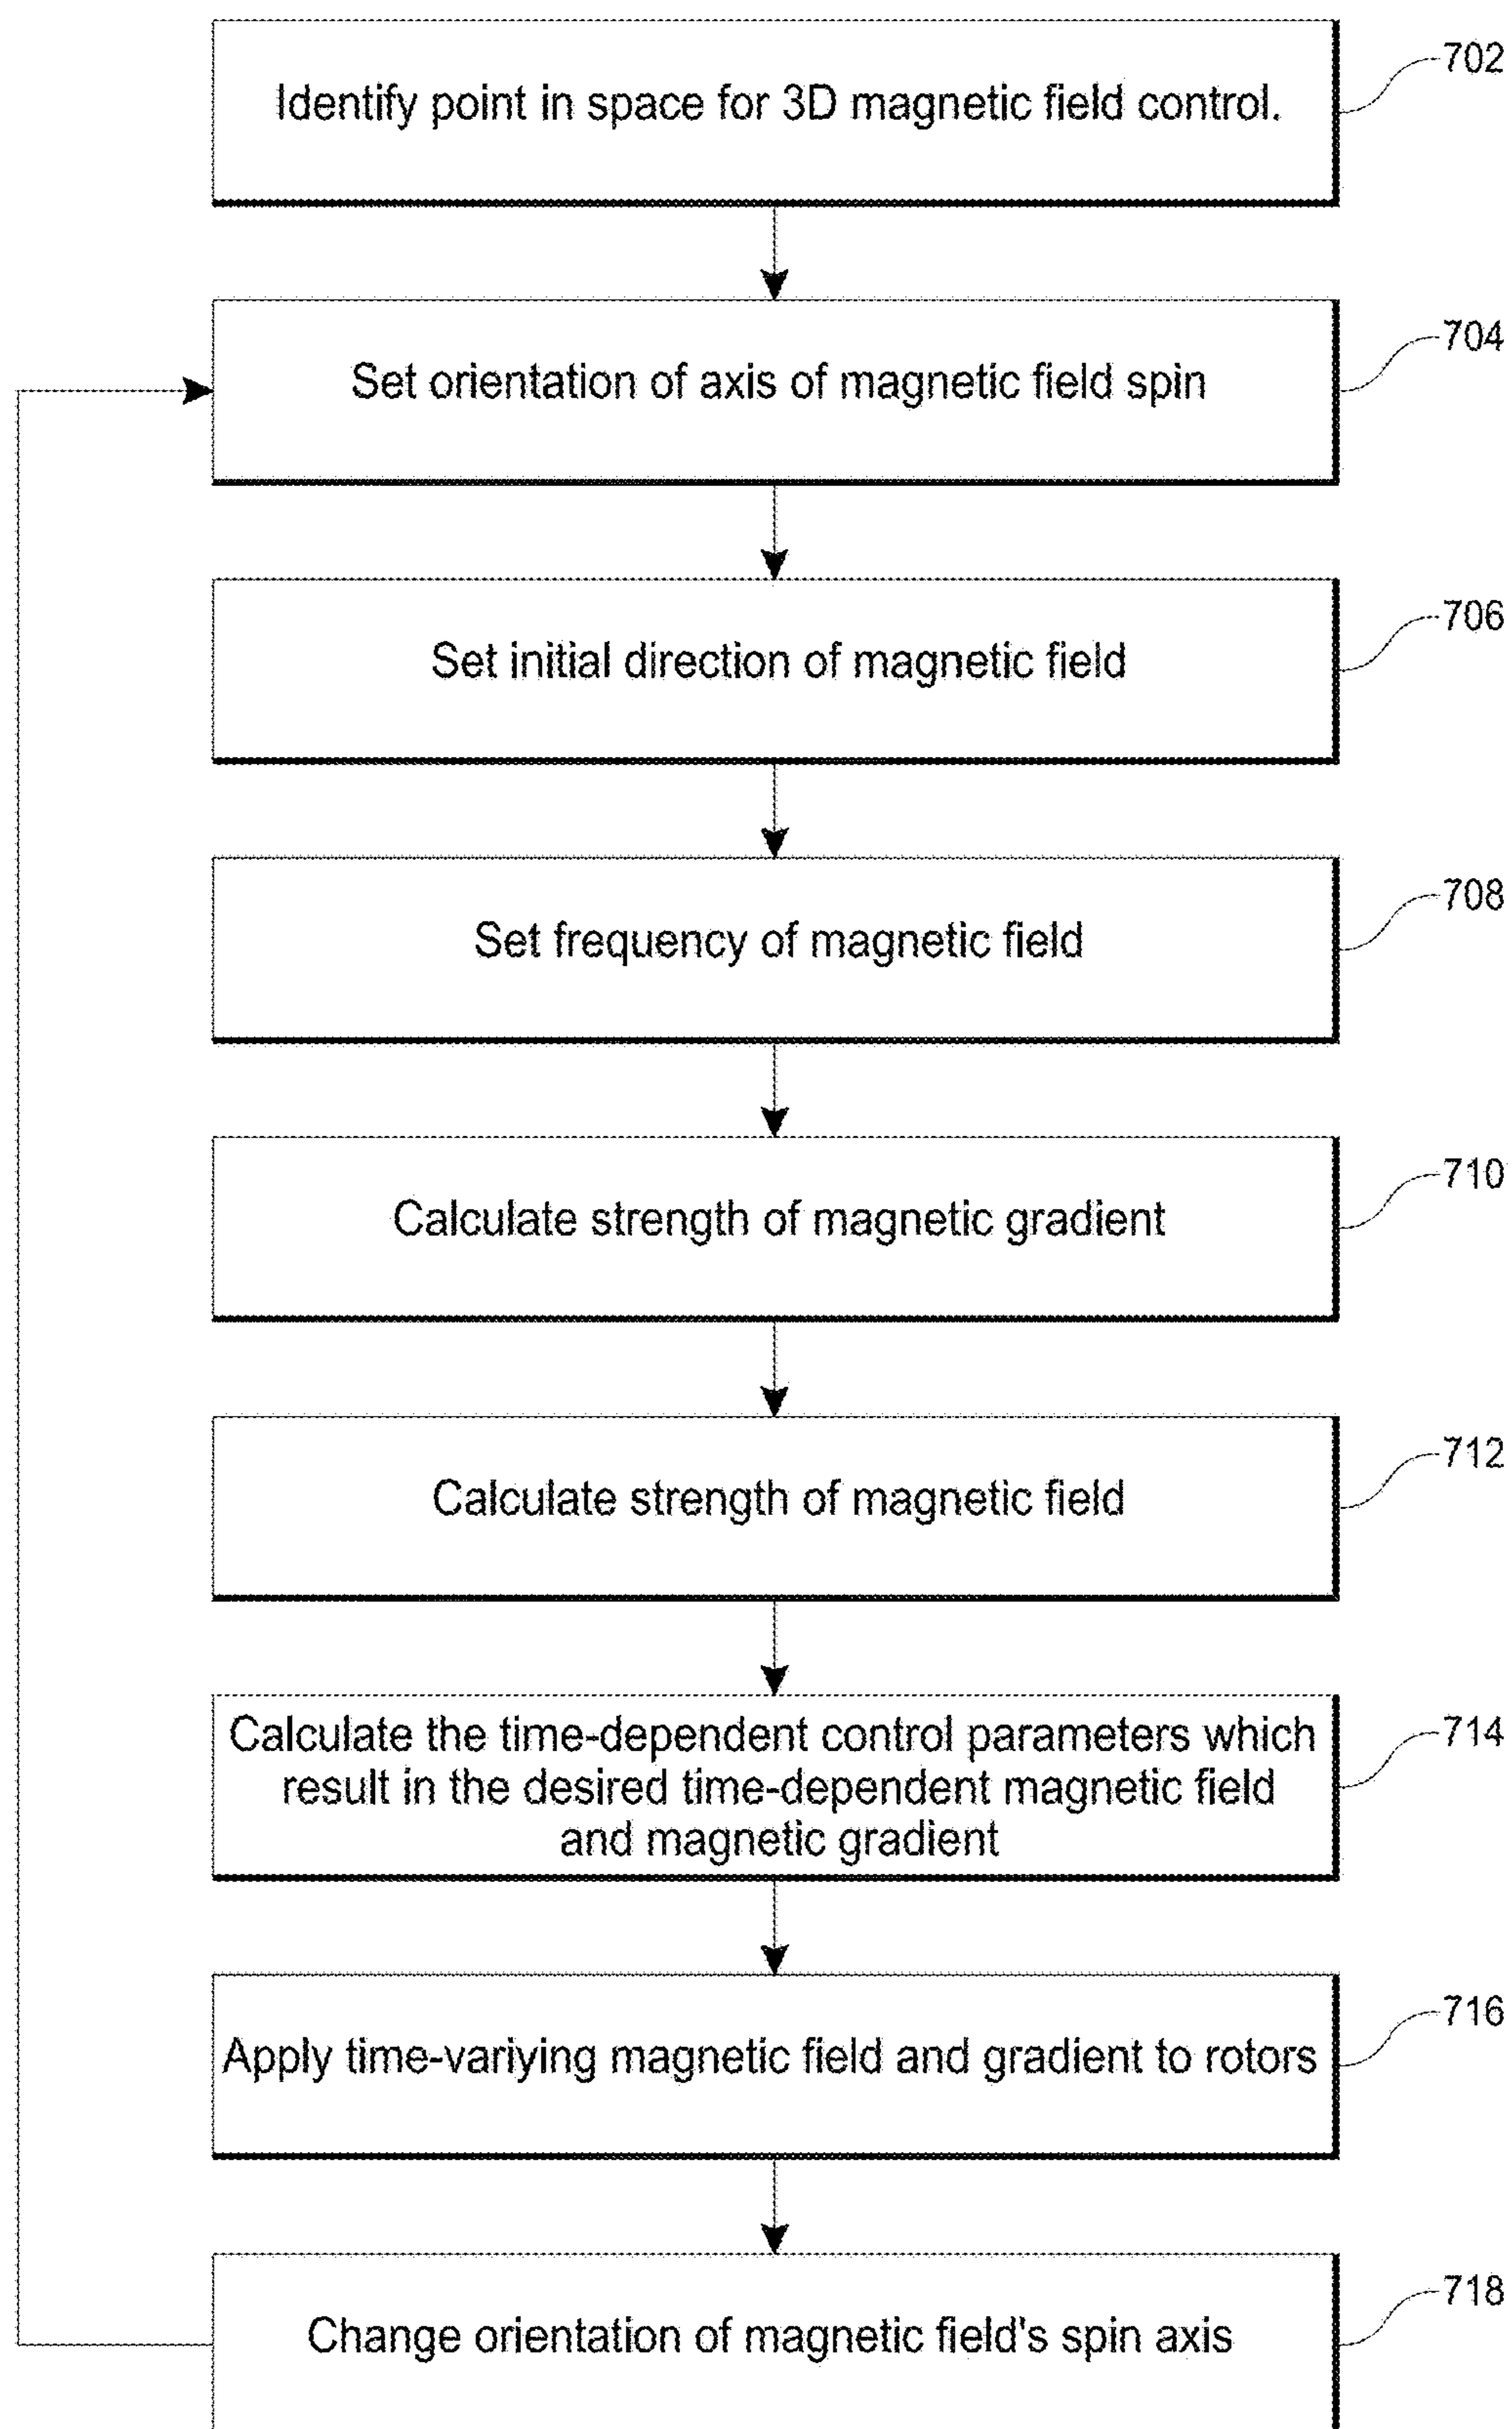 Identify point in space for 3D magnetic field control.
702
Set orientation of axis of magnetic field spin
704
Set initial direction of magnetic field
706
Set frequency of magnetic field
708
Calculate strength of magnetic gradient
710
Calculate strength of magnetic field
712
Calculate the time-dependent control parameters which
result in the desired time-dependent magnetic field
and magnetic gradient
714
Apply time-variying magnetic field and gradient to rotors
716
Change orientation of magnetic field's spin axis
718